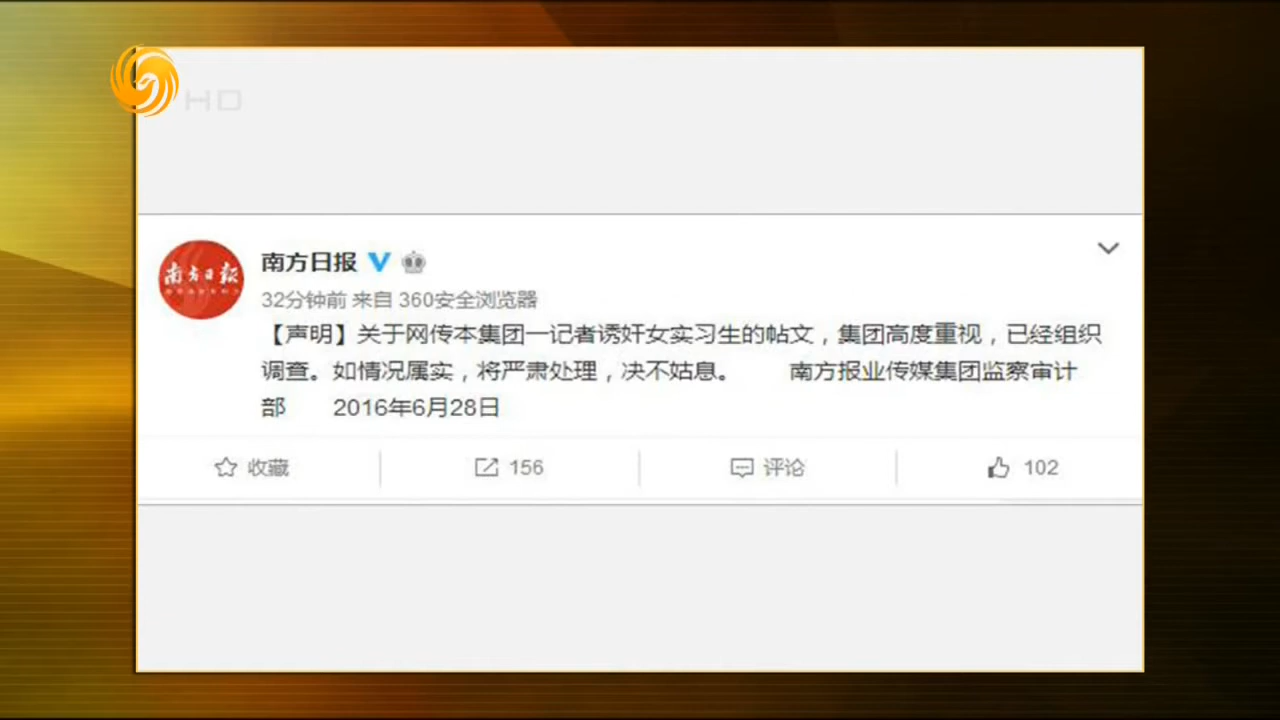 HD
南方日报
南方日报
32分钟前 来自 360安全浏览器
【声明】关于网传本集团一记者诱奸女实习生的帖文，集团高度重视，已经组织
调查。如情况属实，将严肃处理，决不姑息。 南方报业传媒集团监察审计
部 2016年6月28日
收藏
156
评论
102